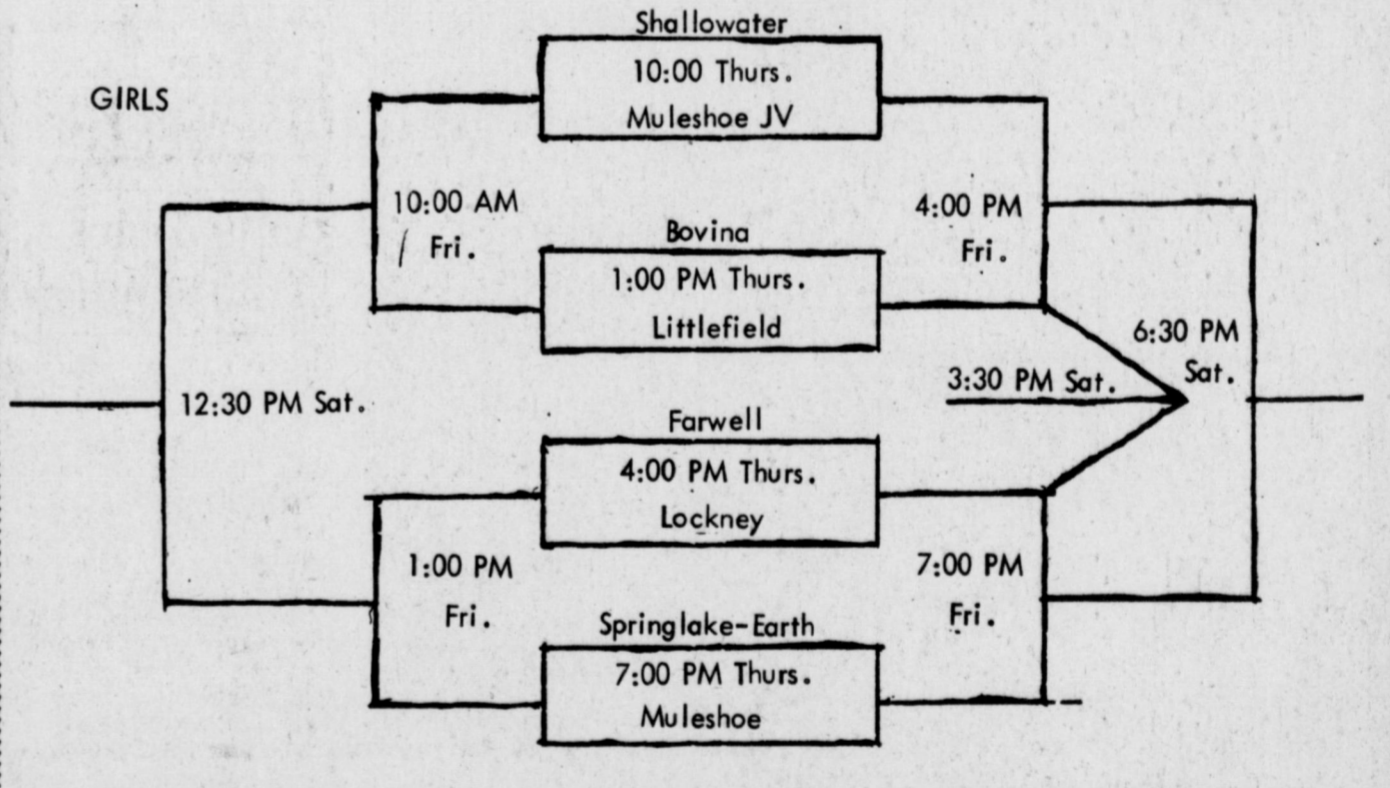 GIRLS
Shallowater
10:00 Thurs.
Muleshoe JV
10:00 AM
Fri.
4:00 PM
Fri.
Bovina
1:00 PM Thurs.
Littlefield
6:30 PM
Sat.
3:30 PM Sat.
12:30 PM Sat.
Farwell
4:00 PM Thurs.
Lockney
1:00 PM
Fri.
7:00 PM
Fri.
Springlake-Earth
7:00 PM Thurs.
Muleshoe